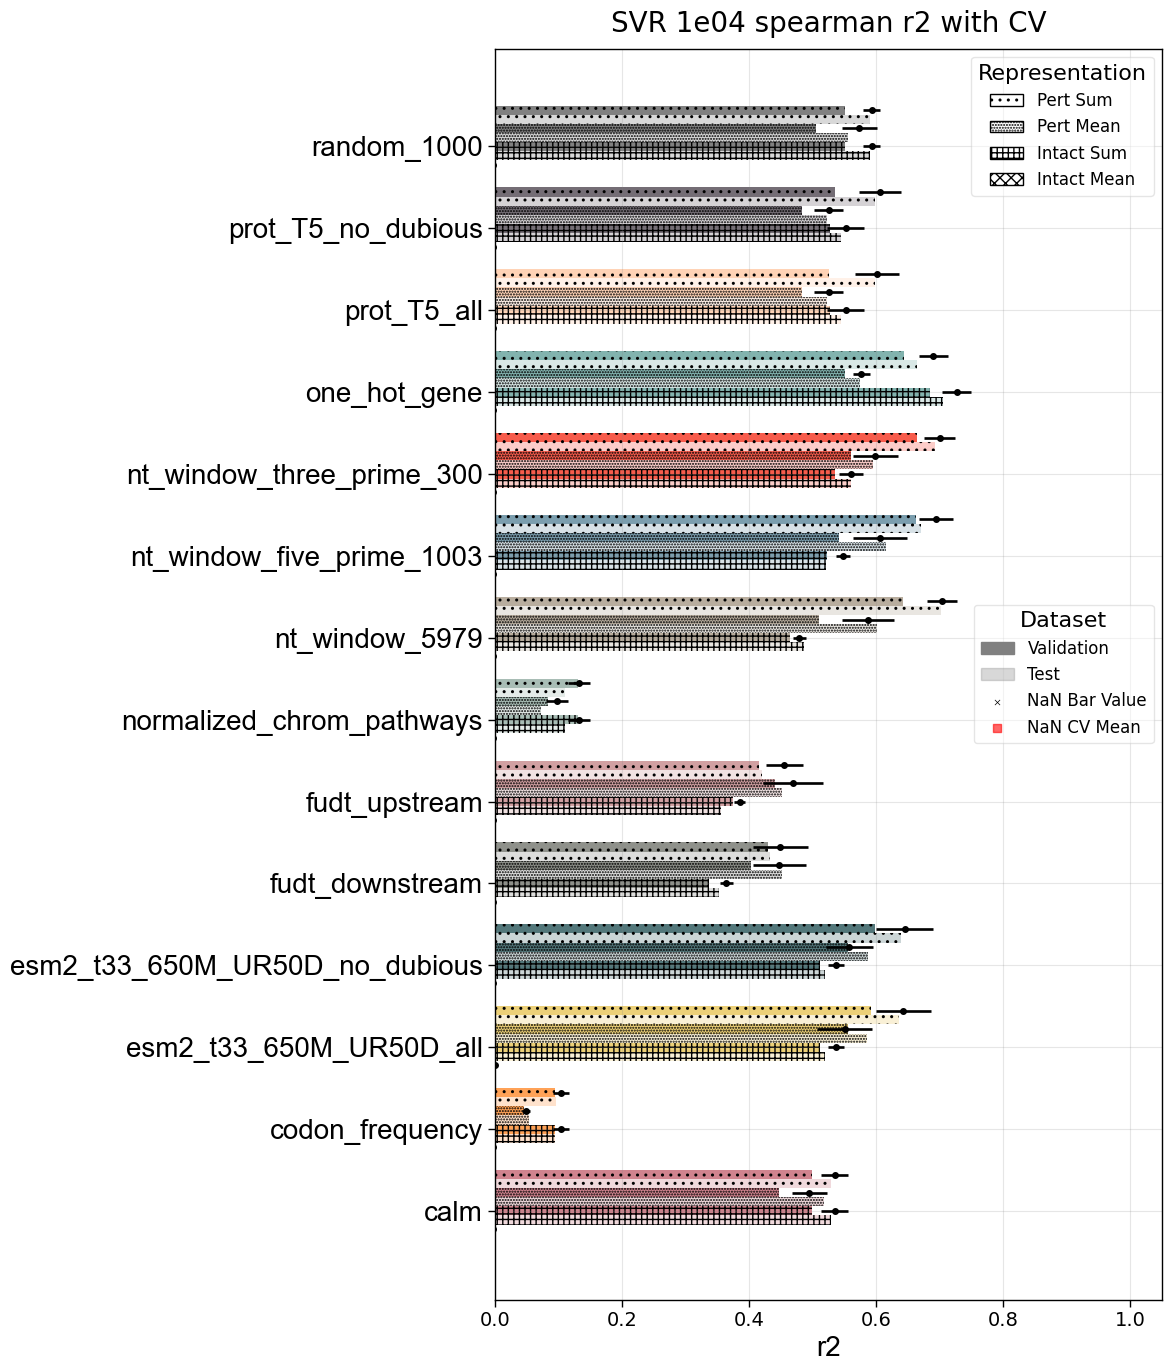 SVR 1e04 spearman r2 with CV
Representation
Pert Sum
Pert Mean
Intact Sum
Intact Mean
random_1000
prot_T5_no_dubious
prot_T5_all
one_hot_gene
nt_window_three_prime_300
nt_window_five_prime_1003
nt_window_5979
Dataset
Validation
Test
NaN Bar Value
NaN CV Mean
normalized_chrom_pathways
fudt_upstream
fudt_downstream
esm2_t33_650M_UR50D_no_dubious
esm2_t33_650M_UR50D_all
codon_frequency
calm
0.0 0.2 0.4 0.6 0.8 1.0
r2